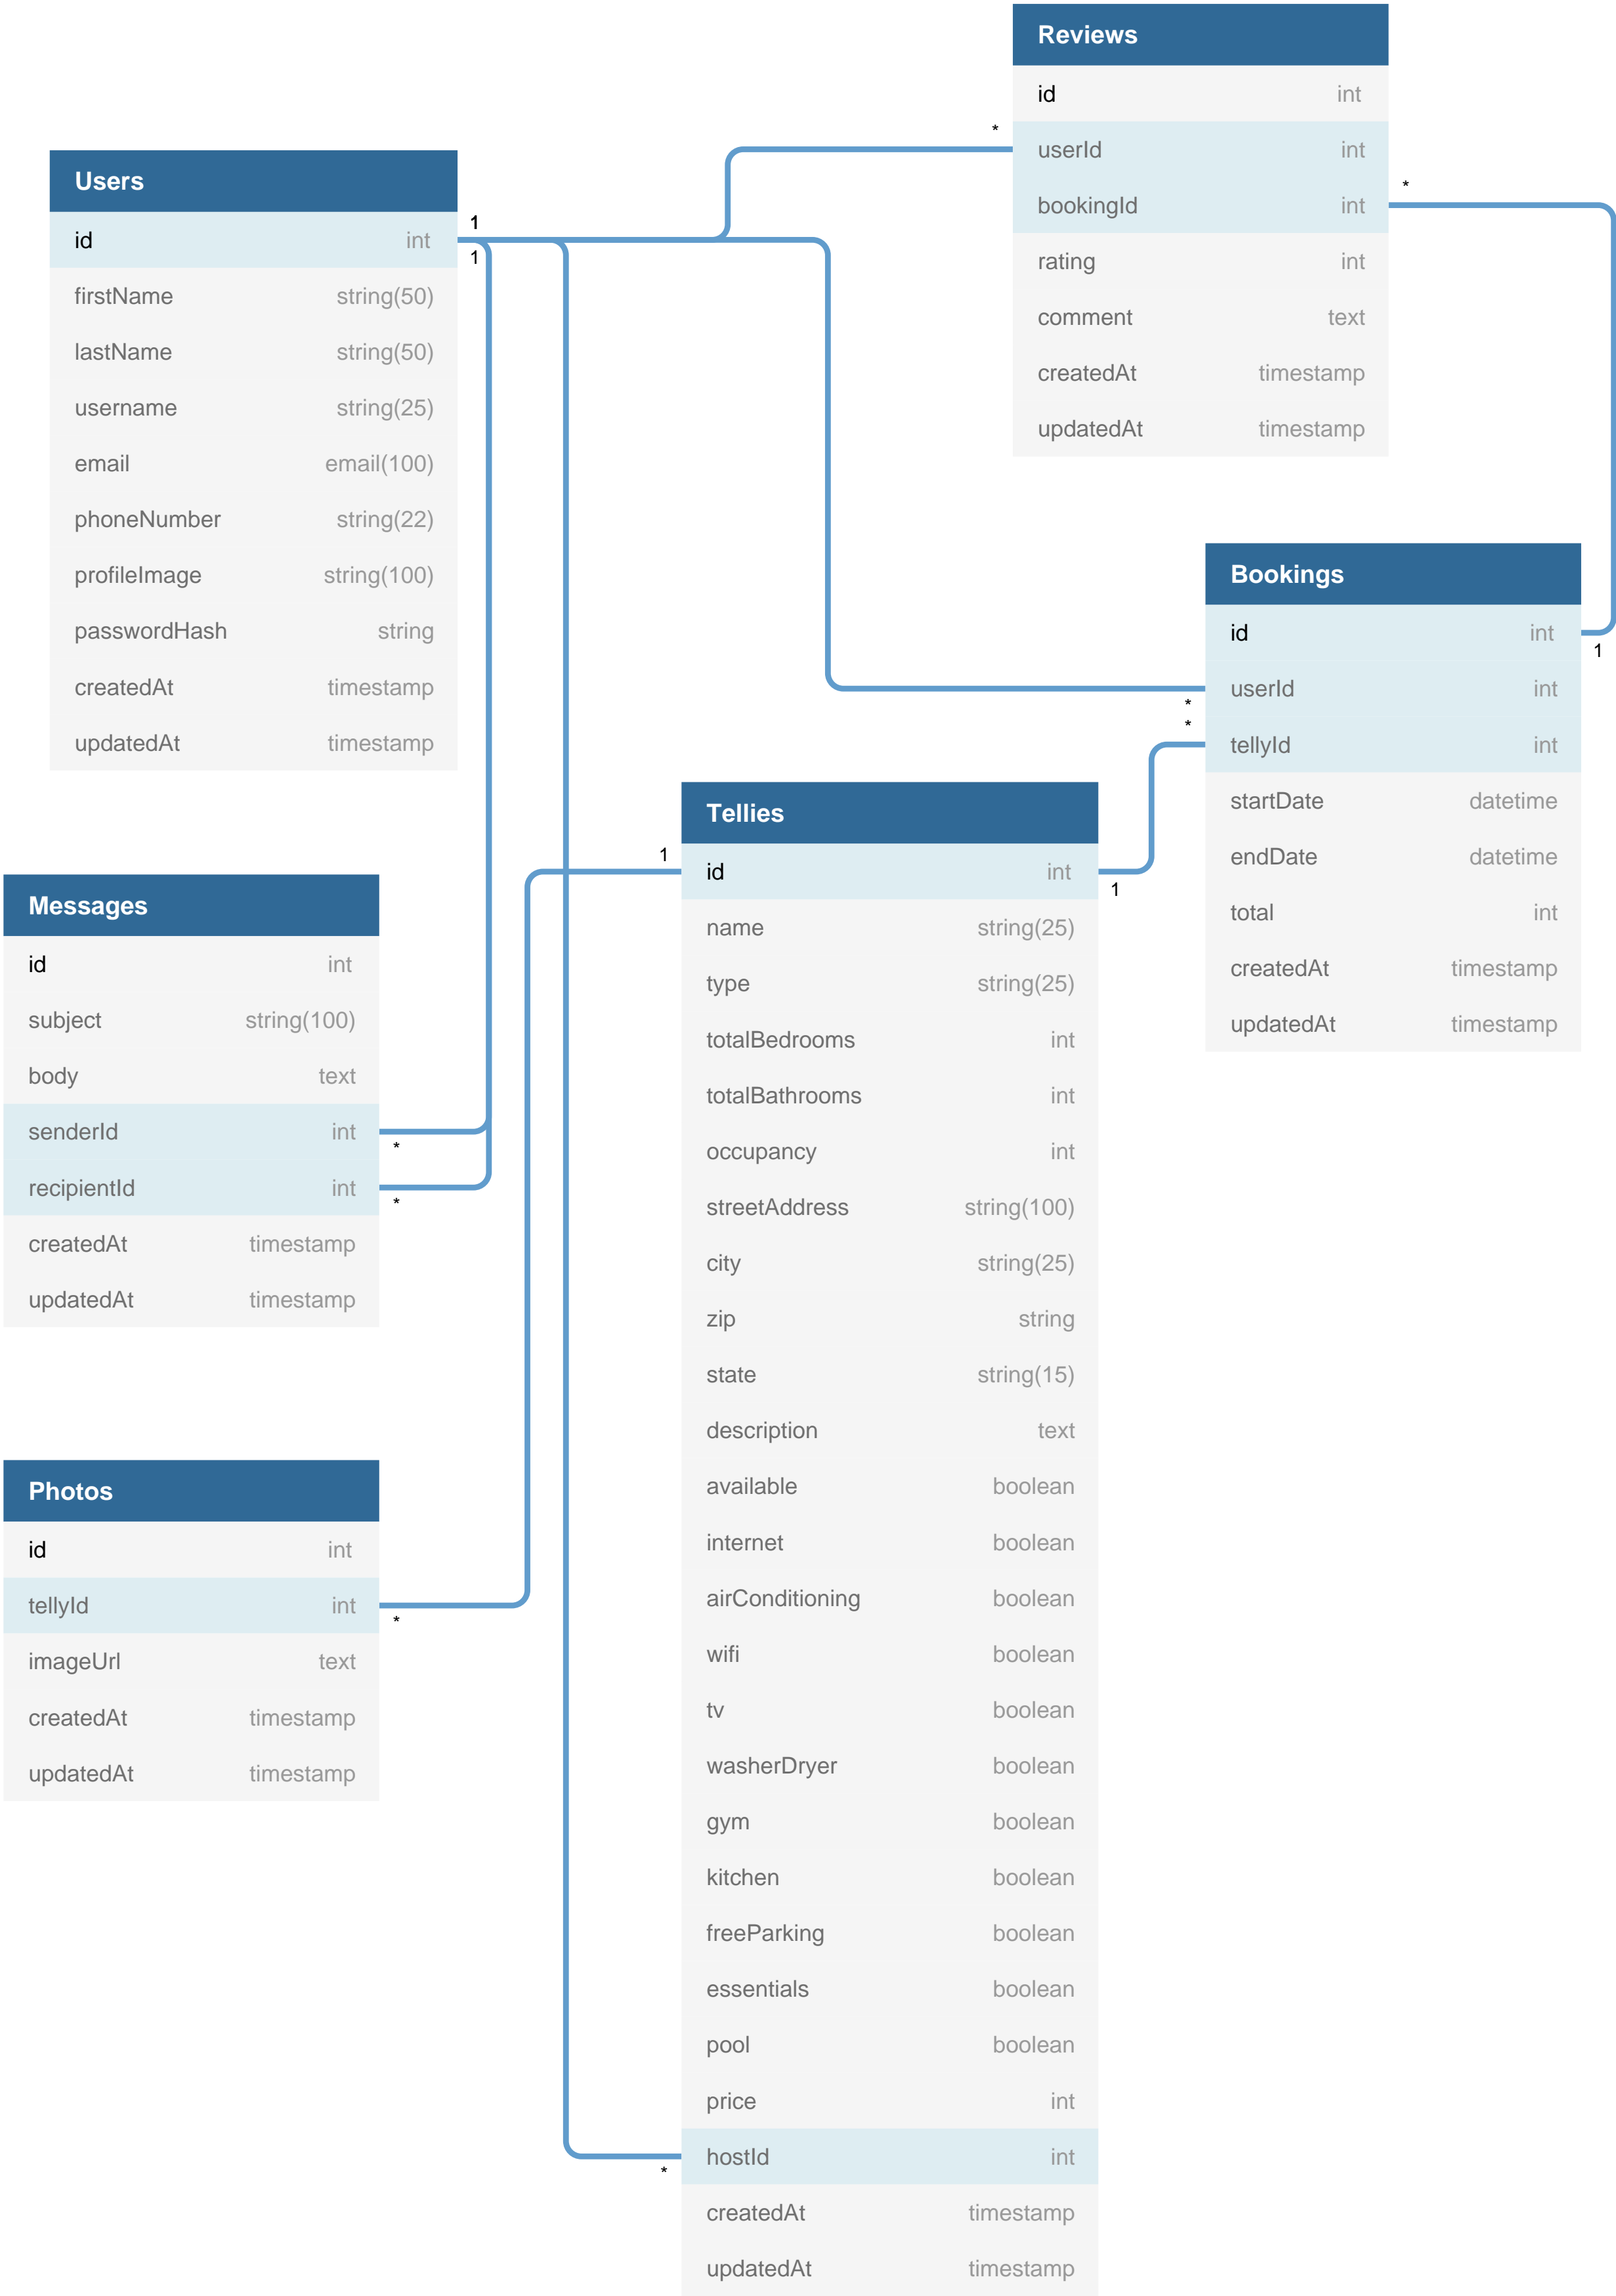 Reviews
id int
* userId int
bookingId int *
rating int
comment text
createdAt timestamp
updatedAt timestamp
Users
id int 1
1
firstName string(50)
lastName string(50)
username string(25)
email email(100)
phoneNumber string(22)
profileImage string(100)
passwordHash string
createdAt timestamp
updatedAt timestamp
Bookings
id int 1
userId int
*
*
tellyId int
startDate datetime
endDate datetime
total int
createdAt timestamp
updatedAt timestamp
Tellies
1 id int 1
name string(25)
type string(25)
totalBedrooms int
totalBathrooms int
occupancy int
streetAddress string(100)
city string(25)
zip string
state string(15)
description text
available boolean
internet boolean
airConditioning boolean
wifi boolean
tv boolean
washerDryer boolean
gym boolean
kitchen boolean
freeParking boolean
essentials boolean
pool boolean
price int
* hostId int
createdAt timestamp
updatedAt timestamp
Messages
id int
subject string(100)
body text
senderId int *
recipientId int *
createdAt timestamp
updatedAt timestamp
Photos
id int
tellyId int *
imageUrl text
createdAt timestamp
updatedAt timestamp